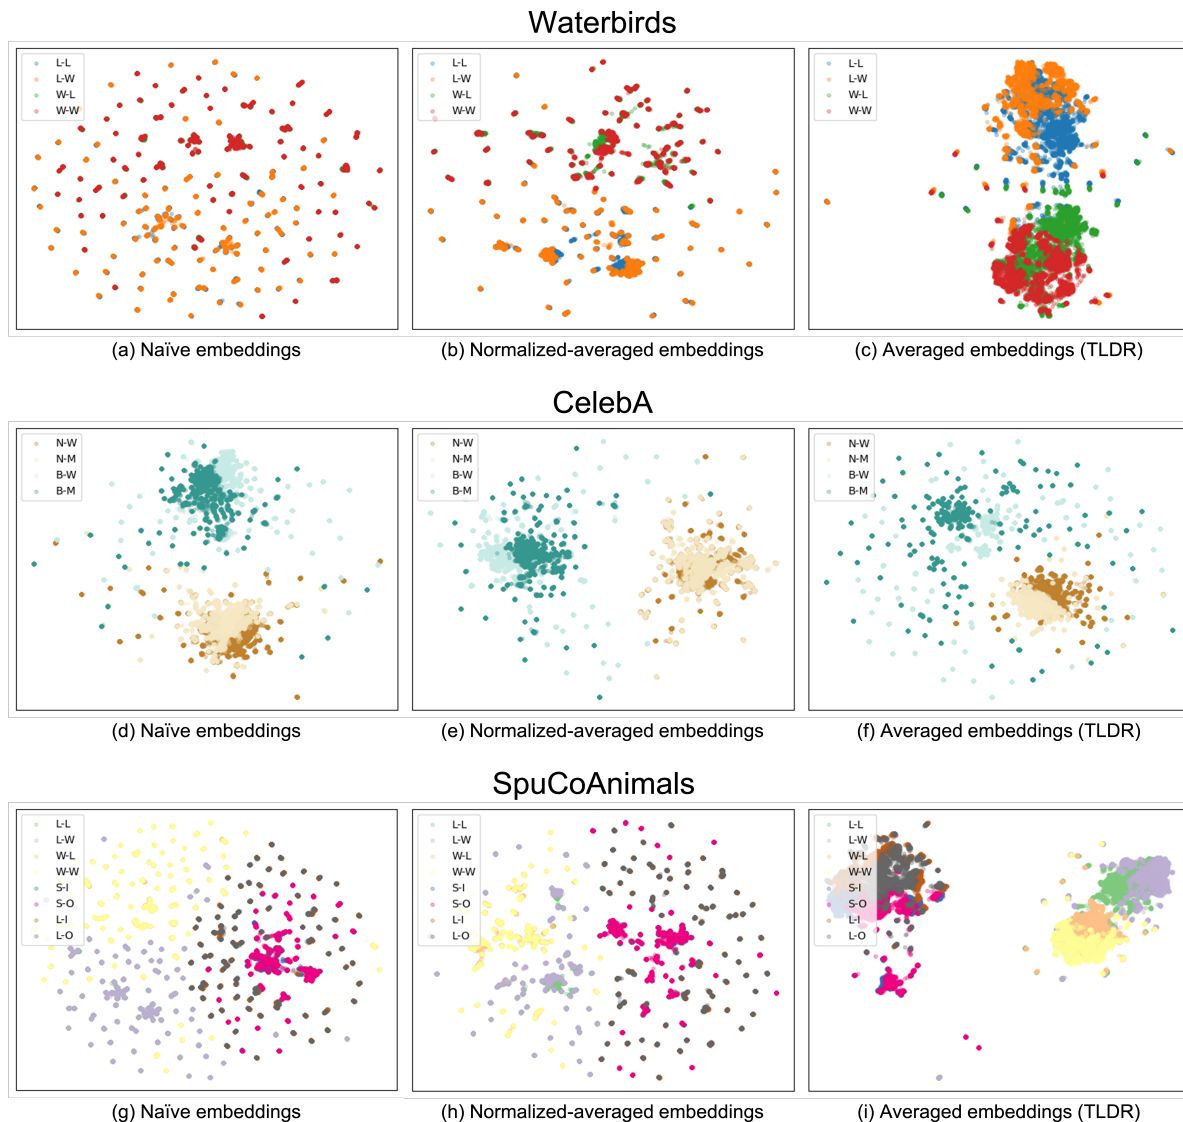 Waterbirds
L-L
L-W
W-L
W-W
L-L
L-W
W-L
W-W
L-L
L-W
W-L
W-W
(a) Naïve embeddings
(b) Normalized-averaged embeddings
(c) Averaged embeddings (TLDR)
CelebA
N-W
N-M
B-W
B-M
N-W
N-M
B-W
B-M
N-W
N-M
B-W
B-M
(d) Naïve embeddings
(e) Normalized-averaged embeddings
(f) Averaged embeddings (TLDR)
SpuCoAnimals
L-L
L-W
W-L
W-W
S-I
S-O
L-I
L-O
L-L
L-W
W-L
W-W
S-I
S-O
L-I
L-O
L-L
L-W
W-L
W-W
S-I
S-O
L-I
L-O
(g) Naïve embeddings
(h) Normalized-averaged embeddings
(i) Averaged embeddings (TLDR)